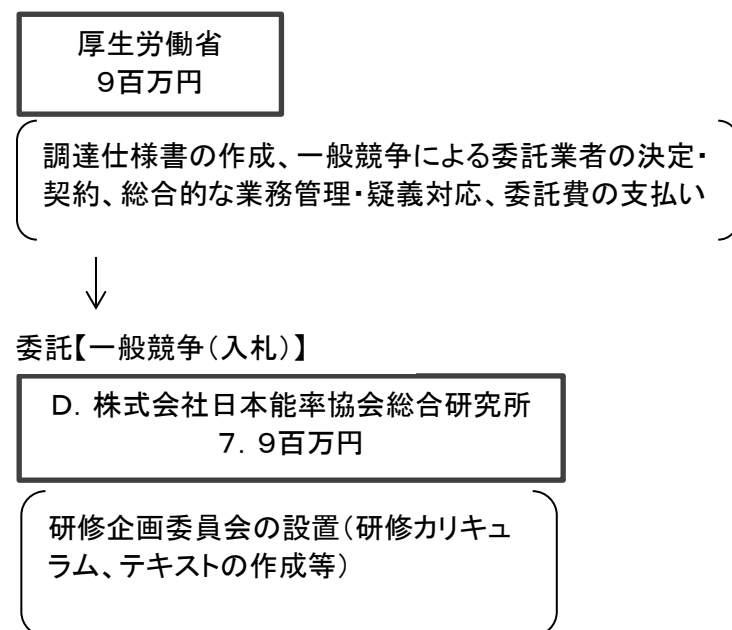 厚生労働省
9百万円
調達仕様書の作成、一般競争による委託業者の決定・
契約、総合的な業務管理・疑義対応、委託費の支払い
委託【一般競争(入札)】
D. 株式会社日本能率協会総合研究所
7.9百万円
研修企画委員会の設置(研修カリキュ
ラム、テキストの作成等)